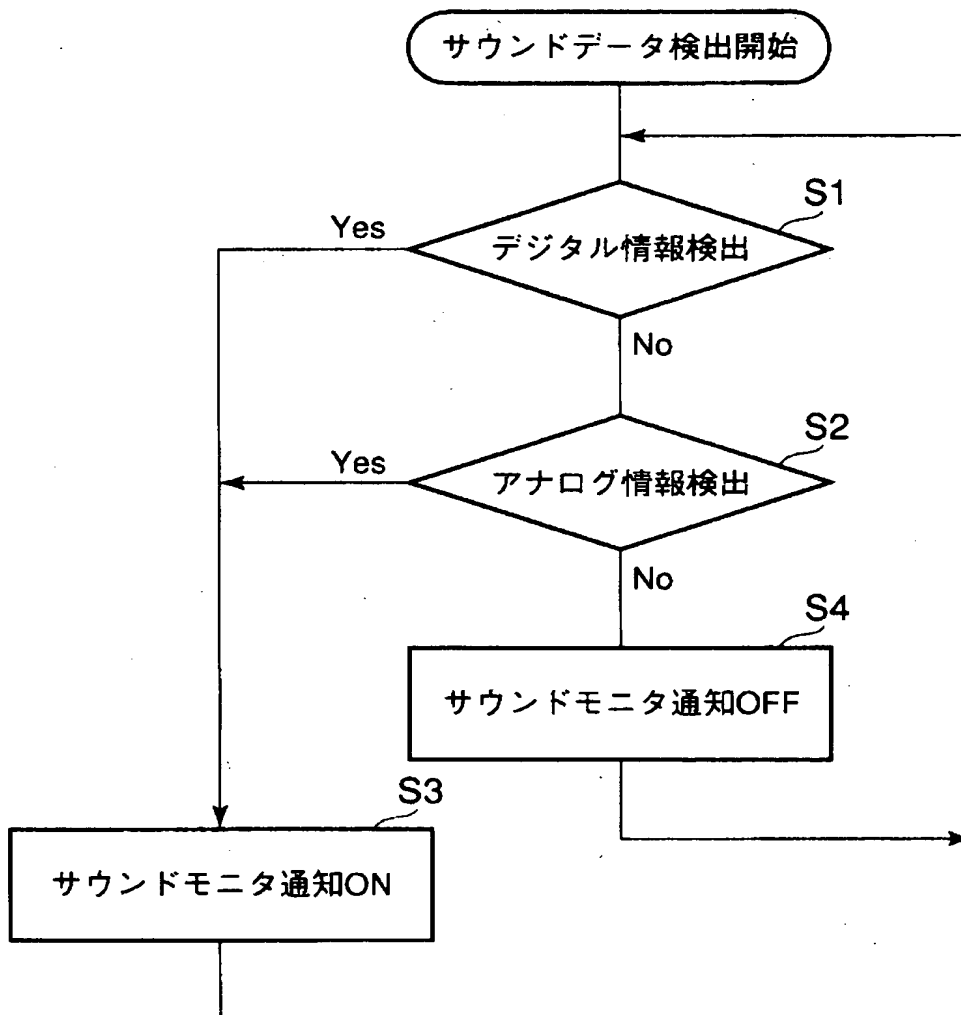 サウンドデータ検出開始
S1
Yes
デジタル情報検出
No
S2
Yes
アナログ情報検出
No
S4
サウンドモニタ通知OFF
S3
サウンドモニタ通知ON